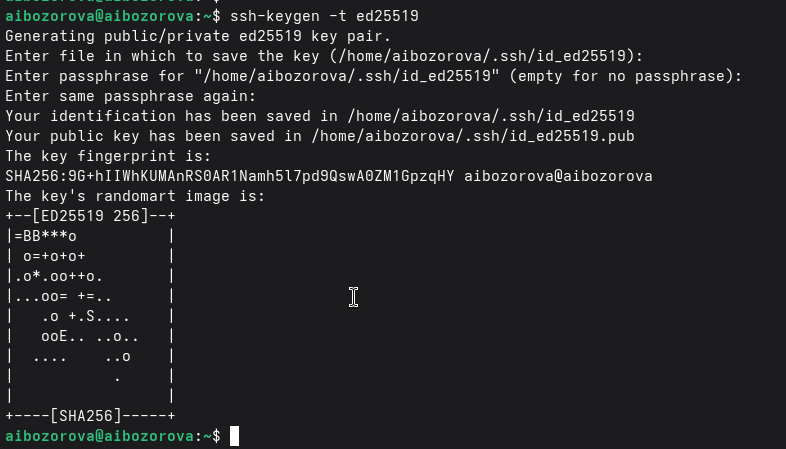 aibozorova@aibozorova:~$ ssh-keygen -t ed25519
Generating public/private ed25519 key pair.
Enter file in which to save the key (/home/aibozorova/.ssh/id_ed25519):
Enter passphrase for "/home/aibozorova/.ssh/id_ed25519" (empty for no passphrase):
Enter same passphrase again:
Your identification has been saved in /home/aibozorova/.ssh/id_ed25519
Your public key has been saved in /home/aibozorova/.ssh/id_ed25519.pub
The key fingerprint is:
SHA256:9G+hIIWhKUMAnRS0AR1Namh5l7pd9QswA0ZM1GpzqHY aibozorova@aibozorova
The key's randomart image is:
+--[ED25519 256]--+
|=BB***o          |
| o=+o+o+         |
|.o*.oo++o.       |
|...oo= +=..      |
|   .o +.S....    |
|   ooE.. ..o..   |
|  ....    ..o    |
|           .     |
|                 |
+----[SHA256]-----+
aibozorova@aibozorova:~$